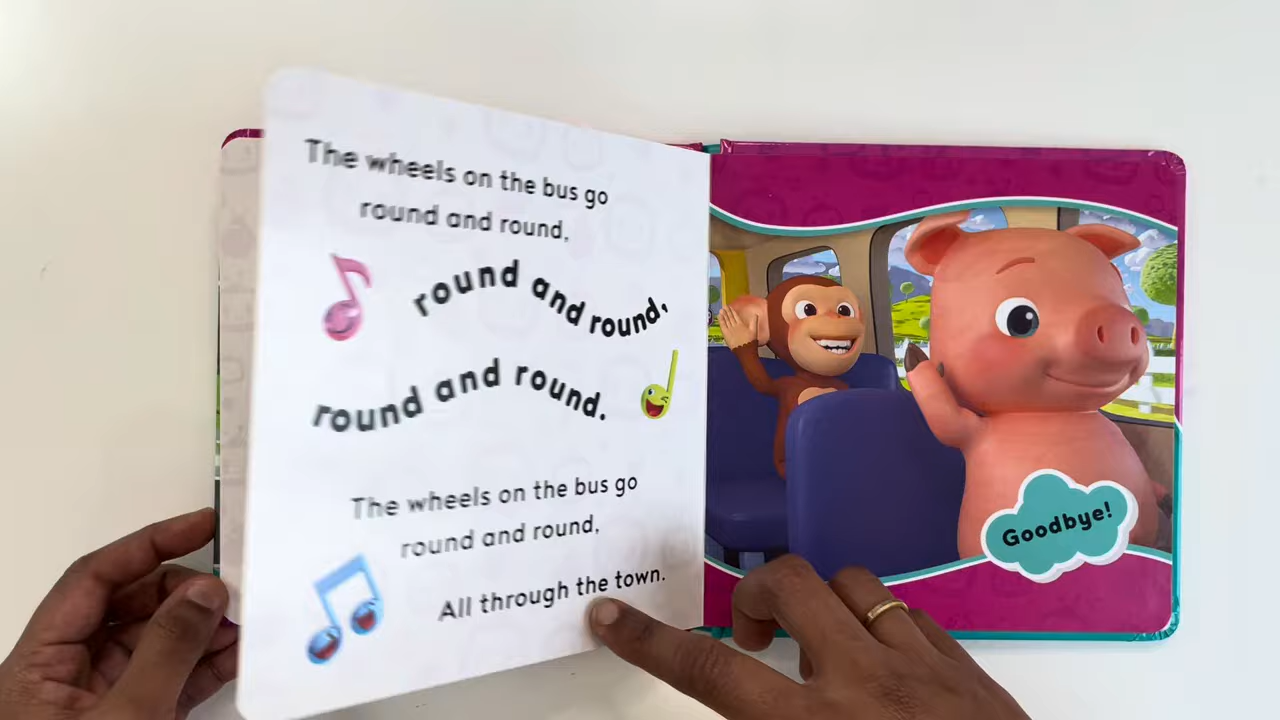 The wheels on the bus go
round and round,
round and round,
round and round.
The wheels on the bus go
round and round,
All through the town.
Goodbye!